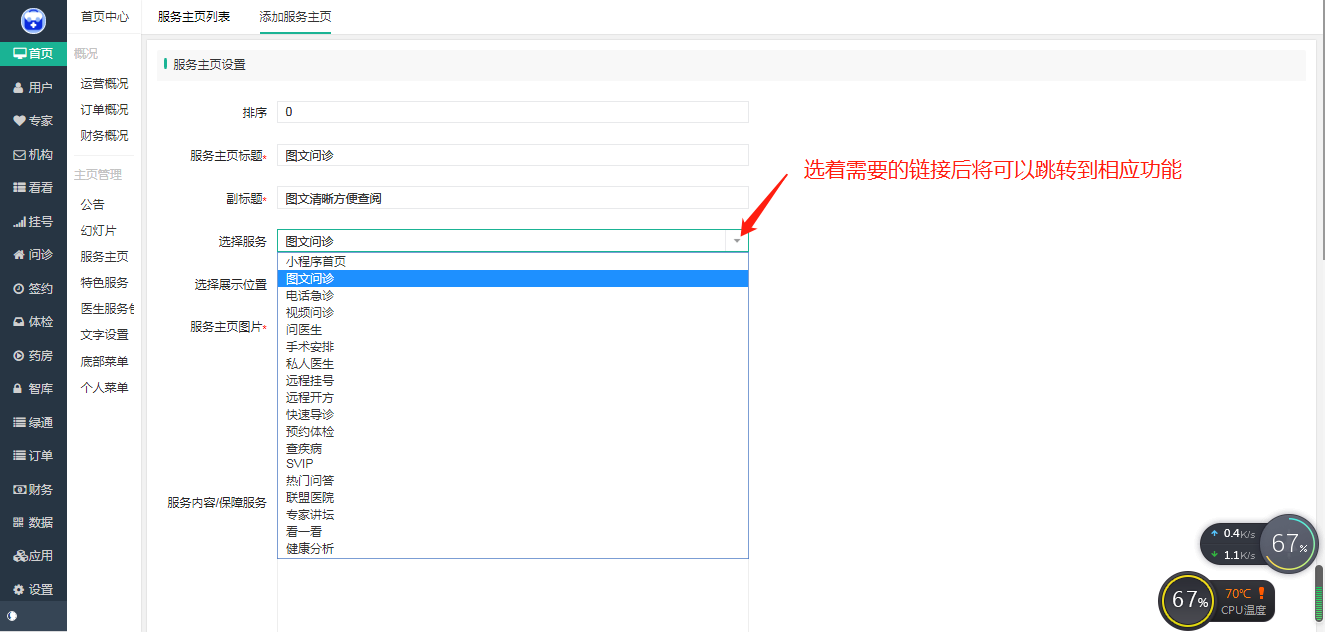 首页中心
服务主页列表
添加服务主页
首页
用户
专家
机构
看看
挂号
问诊
签约
体检
药房
智库
绿通
订单
财务
数据
应用
设置
概况
运营概况
订单概况
财务概况
主页管理
公告
幻灯片
服务主页
特色服务
医生服务包
文字设置
底部菜单
个人菜单
服务主页设置
排序 0
服务主页标题* 图文问诊
副标题* 图文清晰方便查阅
选择服务 图文问诊
选择展示位置
服务主页图片*
服务内容/保障服务
小程序首页
图文问诊
电话急诊
视频问诊
问医生
手术安排
私人医生
远程挂号
远程开方
快速导诊
预约体检
查疾病
SVIP
热门问答
联盟医院
专家讲坛
看一看
健康分析
选着需要的链接后将可以跳转到相应功能
0.4K/s
1.1K/s
67%
67%
70℃
CPU温度